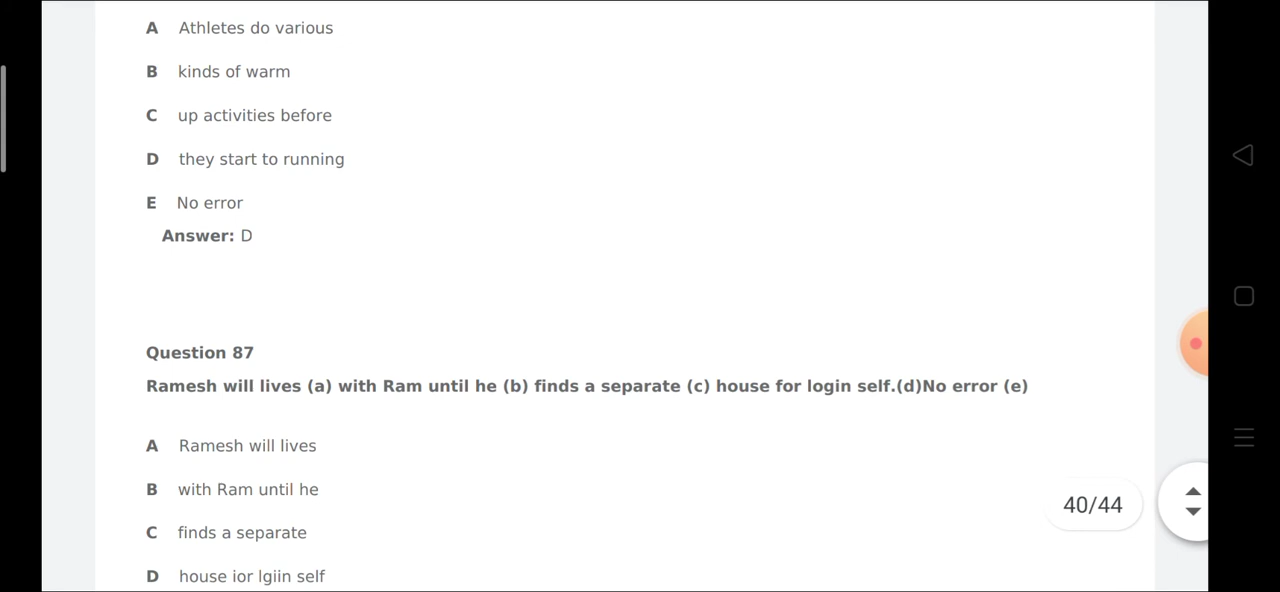 A Athletes do various
B kinds of warm
C up activities before
D they start to running
E No error
Answer: D
Question 87
Ramesh will lives (a) with Ram until he (b) finds a separate (c) house for login self.(d)No error (e)
A Ramesh will lives
B with Ram until he
C finds a separate
40/44
D house ior lgiin self